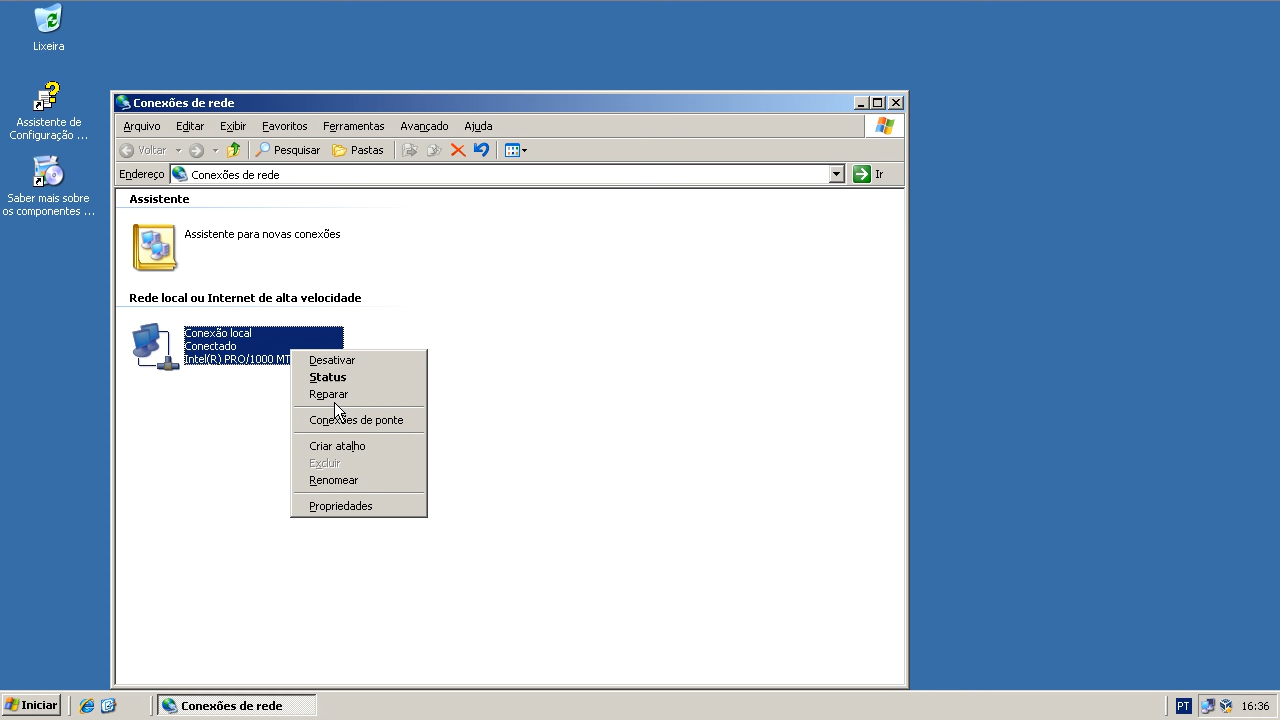 Lixeira
Assistente de
Configuração ...
Saber mais sobre
os componentes ...
Conexões de rede
Arquivo Editar Exibir Favoritos Ferramentas Avançado Ajuda
Voltar Pesquisar Pastas
Endereço Conexões de rede Ir
Assistente
Assistente para novas conexões
Rede local ou Internet de alta velocidade
Conexão local
Conectado
Intel(R) PRO/1000 MT
Desativar
Status
Reparar
Conexões de ponte
Criar atalho
Excluir
Renomear
Propriedades
Iniciar Conexões de rede PT 16:36